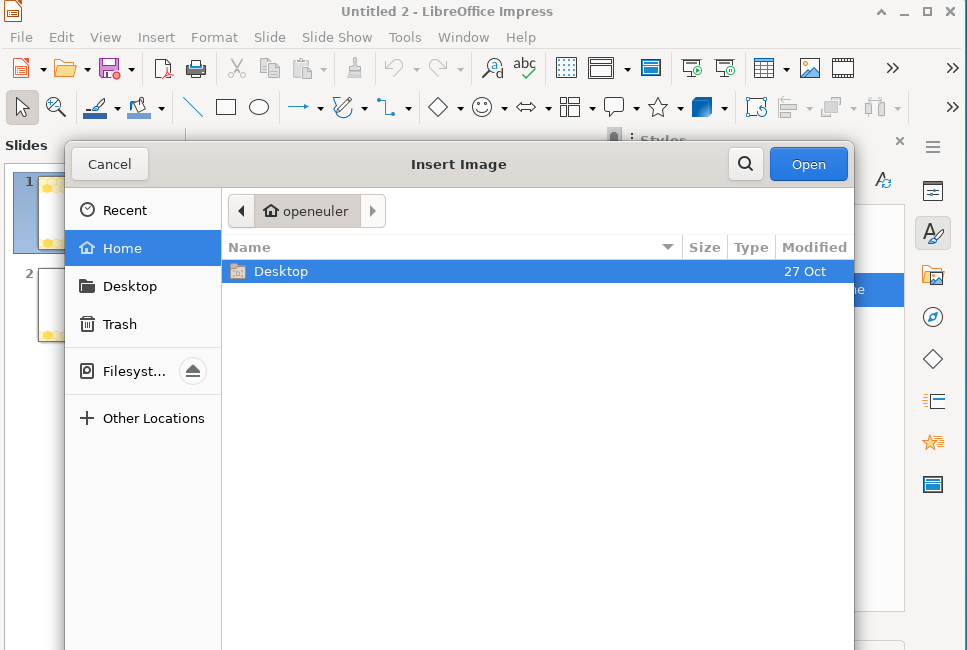 Untitled 2 - LibreOffice Impress
File Edit View Insert Format Slide Slide Show Tools Window Help
abc
Slides
Styles
Cancel
Insert Image
Open
1
2
Recent
Home
Desktop
Trash
Filesyst...
Other Locations
openeuler
Name Size Type Modified
Desktop 27 Oct